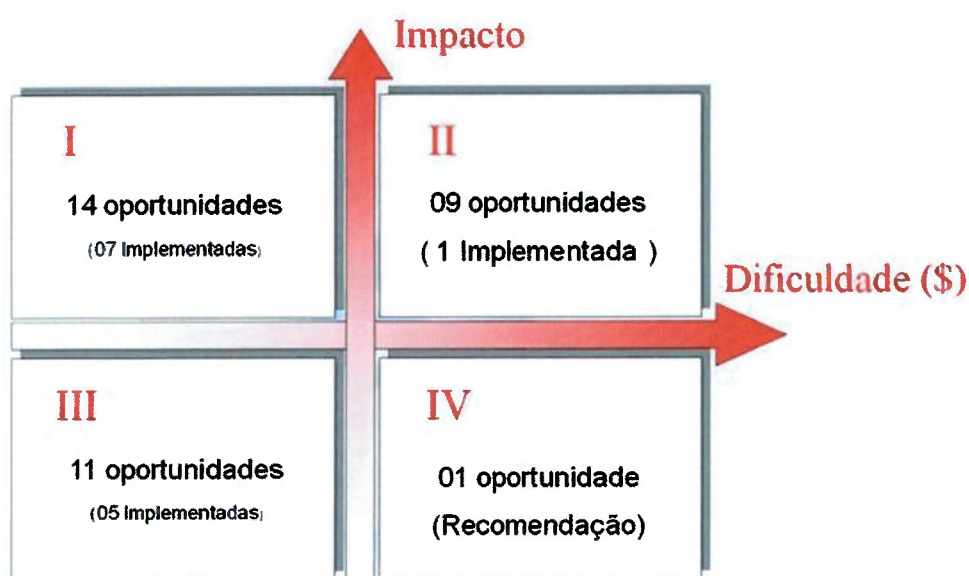 Impacto
I
14 oportunidades
(07 Implementadas)
II
09 oportunidades
( 1 Implementada )
Dificuldade ($)
III
11 oportunidades
(05 Implementadas)
IV
01 oportunidade
(Recomendação)